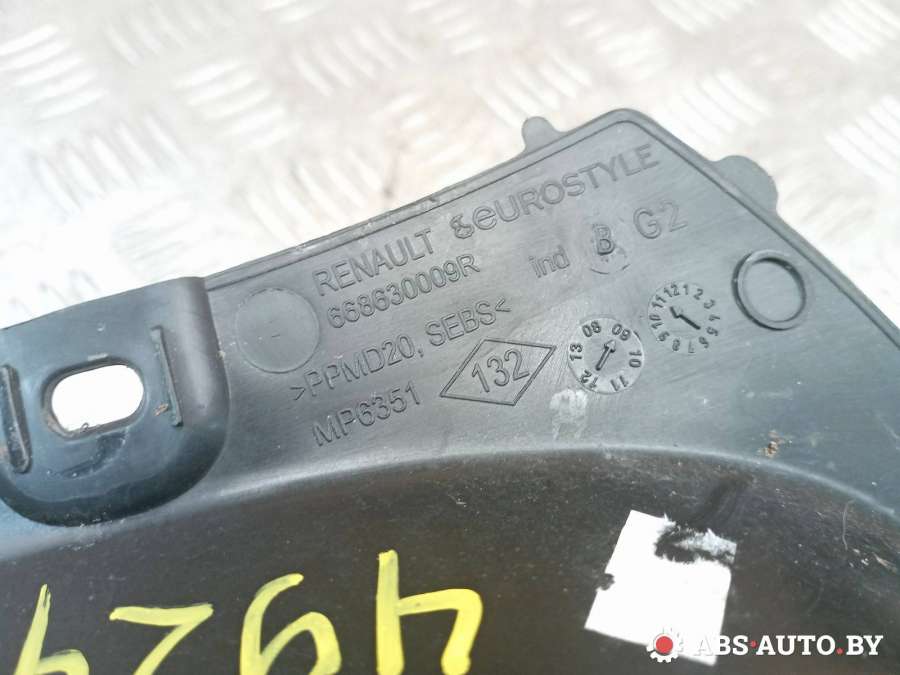 RENAULT &EUROSTYLE
668630009R ind B G2
>PPMD20, SEBS<
MP6351 132
13 08 09 10 11 12
9 10 11 12 1 2 3 4 5 6 7 8
4924
ABS-AUTO.BY